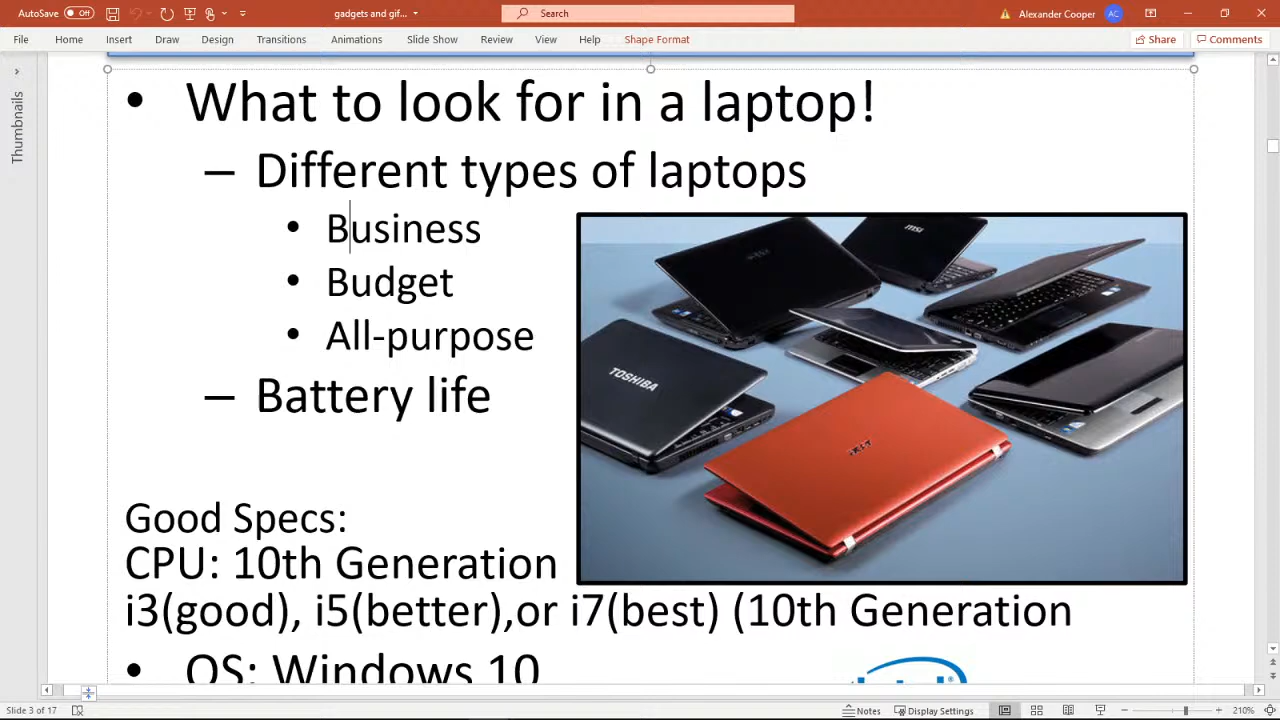 AutoSave Off
gadgets and gif...
Search
Alexander Cooper
AC
File Home Insert Draw Design Transitions Animations Slide Show Review View Help Shape Format
Share
Comments
Thumbnails
• What to look for in a laptop!
– Different types of laptops
• Business
• Budget
• All-purpose
– Battery life
TOSHIBA
msi
Good Specs:
CPU: 10th Generation
i3(good), i5(better),or i7(best) (10th Generation
• OS: Windows 10
intel
Slide 3 of 17
Notes
Display Settings
210%